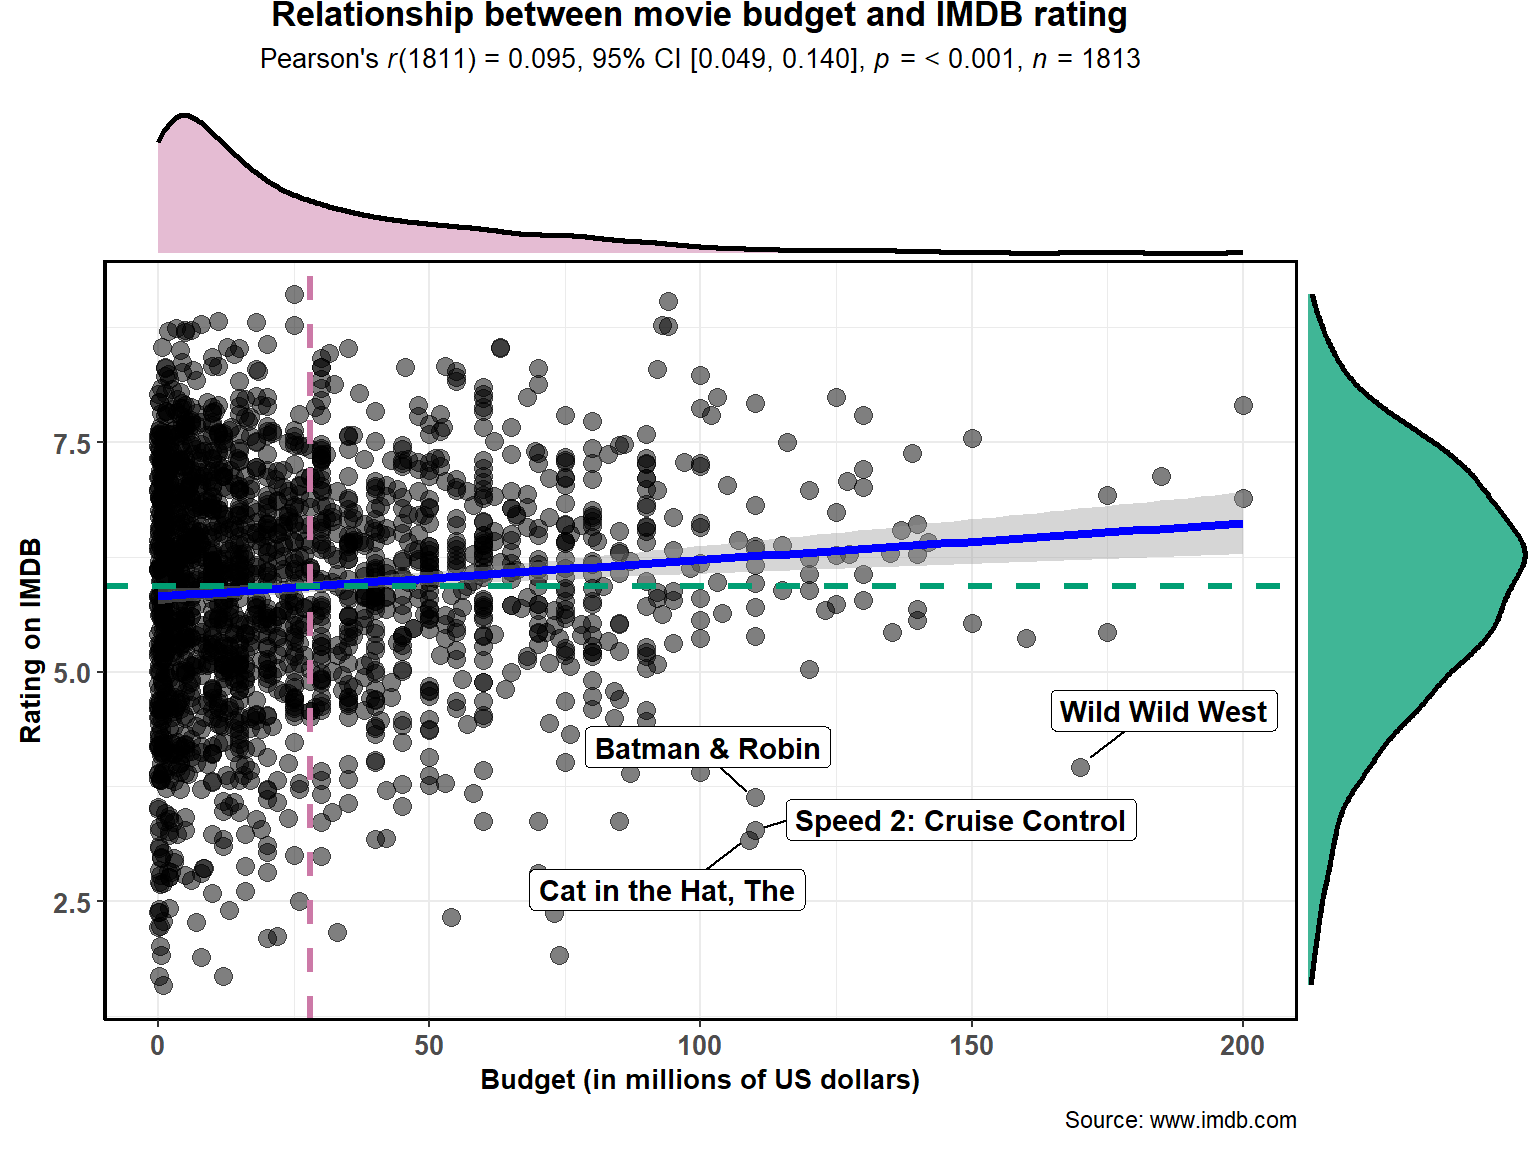 Relationship between movie budget and IMDB rating
Pearson's r(1811) = 0.095, 95% CI [0.049, 0.140], p = < 0.001, n = 1813
Rating on IMDB
7.5
5.0
2.5
Wild Wild West
Batman & Robin
Speed 2: Cruise Control
Cat in the Hat, The
0 50 100 150 200
Budget (in millions of US dollars)
Source: www.imdb.com